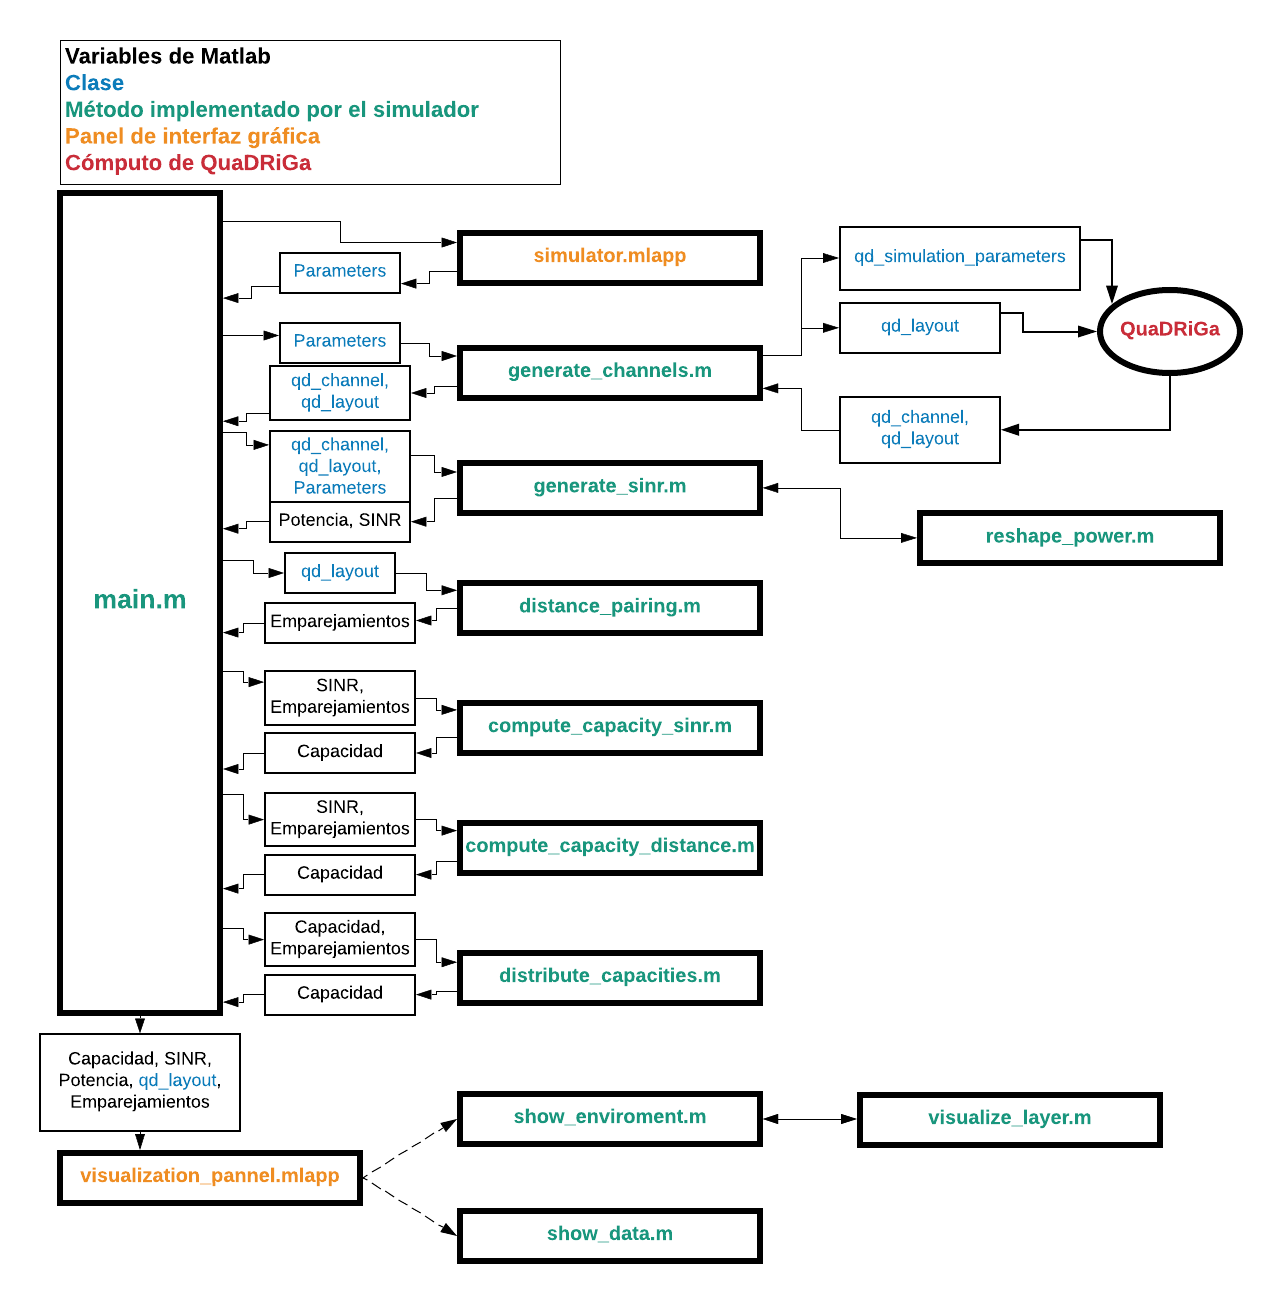 Variables de Matlab
Clase
Método implementado por el simulador
Panel de interfaz gráfica
Cómputo de QuaDRiGa
main.m
simulator.mlapp
Parameters
Parameters
generate_channels.m
qd_channel,
qd_layout
qd_simulation_parameters
qd_layout
QuaDRiGa
qd_channel,
qd_layout
qd_channel,
qd_layout,
Parameters
generate_sinr.m
Potencia, SINR
reshape_power.m
qd_layout
distance_pairing.m
Emparejamientos
SINR,
Emparejamientos
compute_capacity_sinr.m
Capacidad
SINR,
Emparejamientos
compute_capacity_distance.m
Capacidad
Capacidad,
Emparejamientos
distribute_capacities.m
Capacidad
Capacidad, SINR,
Potencia, qd_layout,
Emparejamientos
visualization_pannel.mlapp
show_enviroment.m
visualize_layer.m
show_data.m